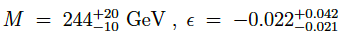 M = 244^{+20}_{-10} GeV , ϵ = −0.022^{+0.042}_{−0.021}